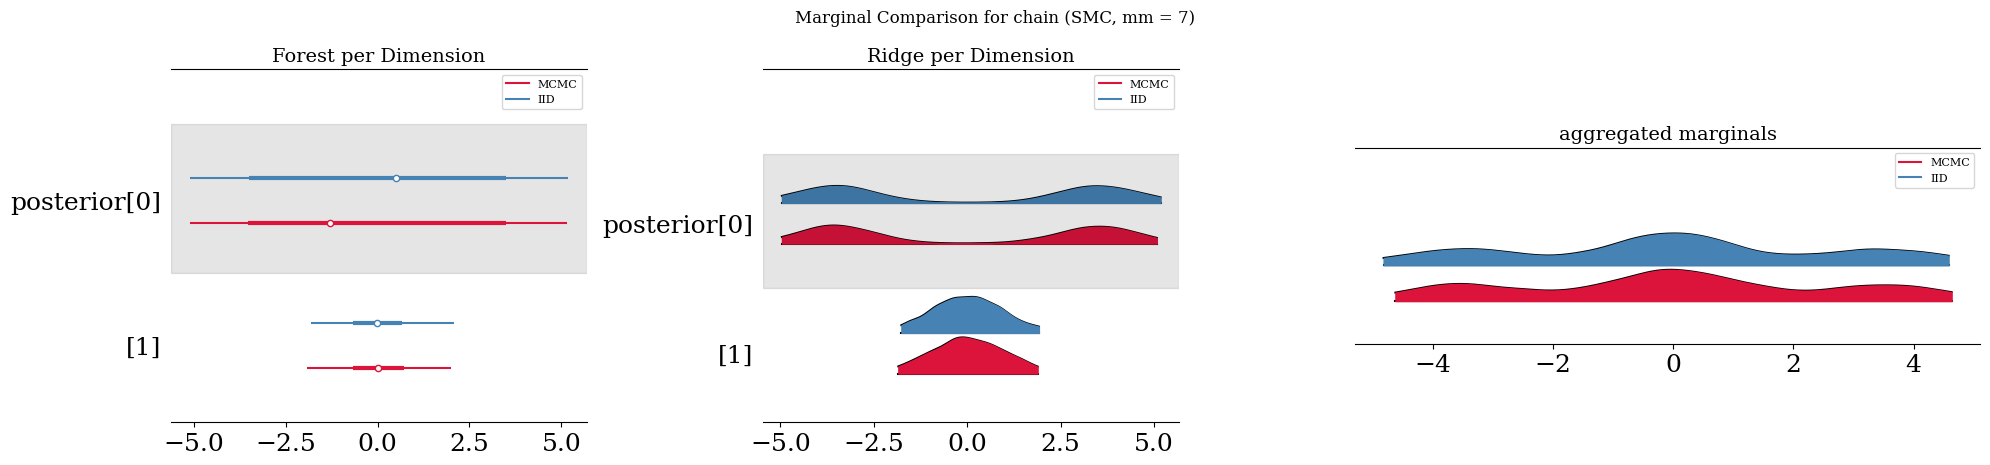 Marginal Comparison for chain (SMC, mm = 7)
Forest per Dimension
MCMC
IID
posterior[0]
[1]
−5.0 −2.5 0.0 2.5 5.0
Ridge per Dimension
MCMC
IID
posterior[0]
[1]
−5.0 −2.5 0.0 2.5 5.0
aggregated marginals
MCMC
IID
−4 −2 0 2 4